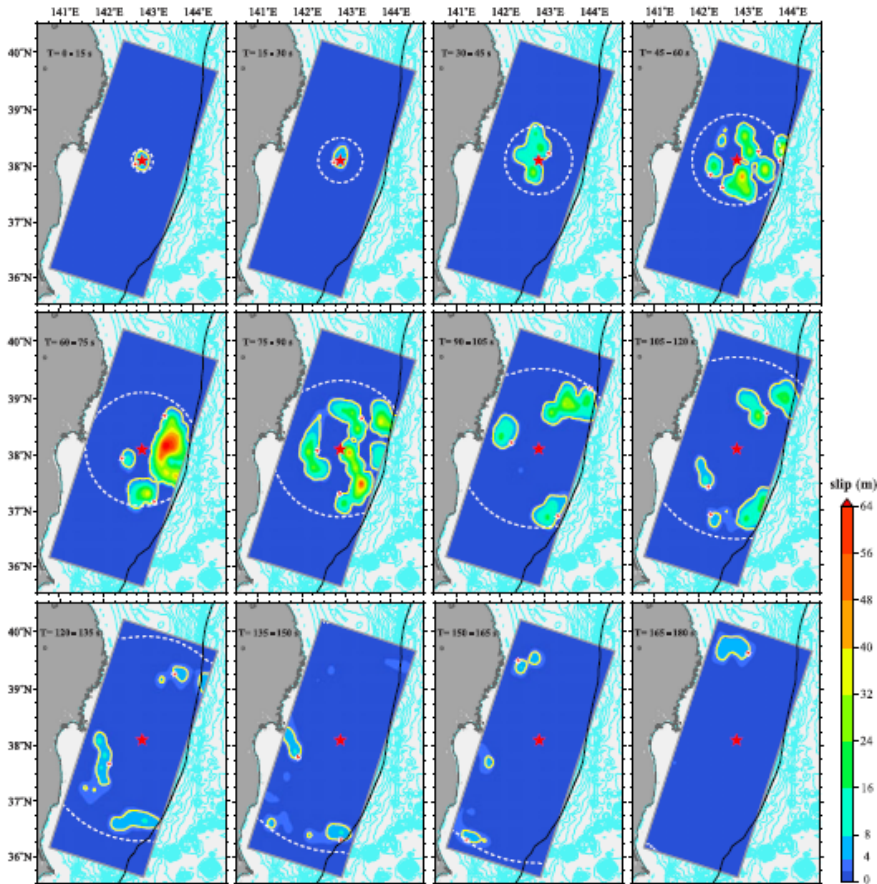 141°E 142°E 143°E 144°E 141°E 142°E 143°E 144°E 141°E 142°E 143°E 144°E 141°E 142°E 143°E 144°E
40°N
T= 0 - 15 s
T= 15 - 30 s
T= 30 - 45 s
T= 45 - 60 s
39°N
38°N
37°N
36°N
40°N
T= 60 - 75 s
T= 75 - 90 s
T= 90 - 105 s
T= 105 - 120 s
39°N
38°N
37°N
36°N
slip (m)
64
56
48
40
32
24
16
8
4
0
40°N
T= 120 - 135 s
T= 135 - 150 s
T= 150 - 165 s
T= 165 - 180 s
39°N
38°N
37°N
36°N